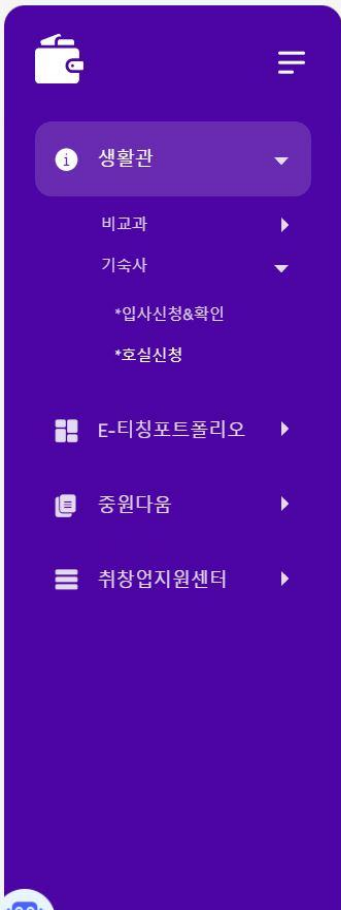 생활관
비교과
기숙사
*입사신청&확인
*호실신청
E-티칭포트폴리오
중원다움
취창업지원센터